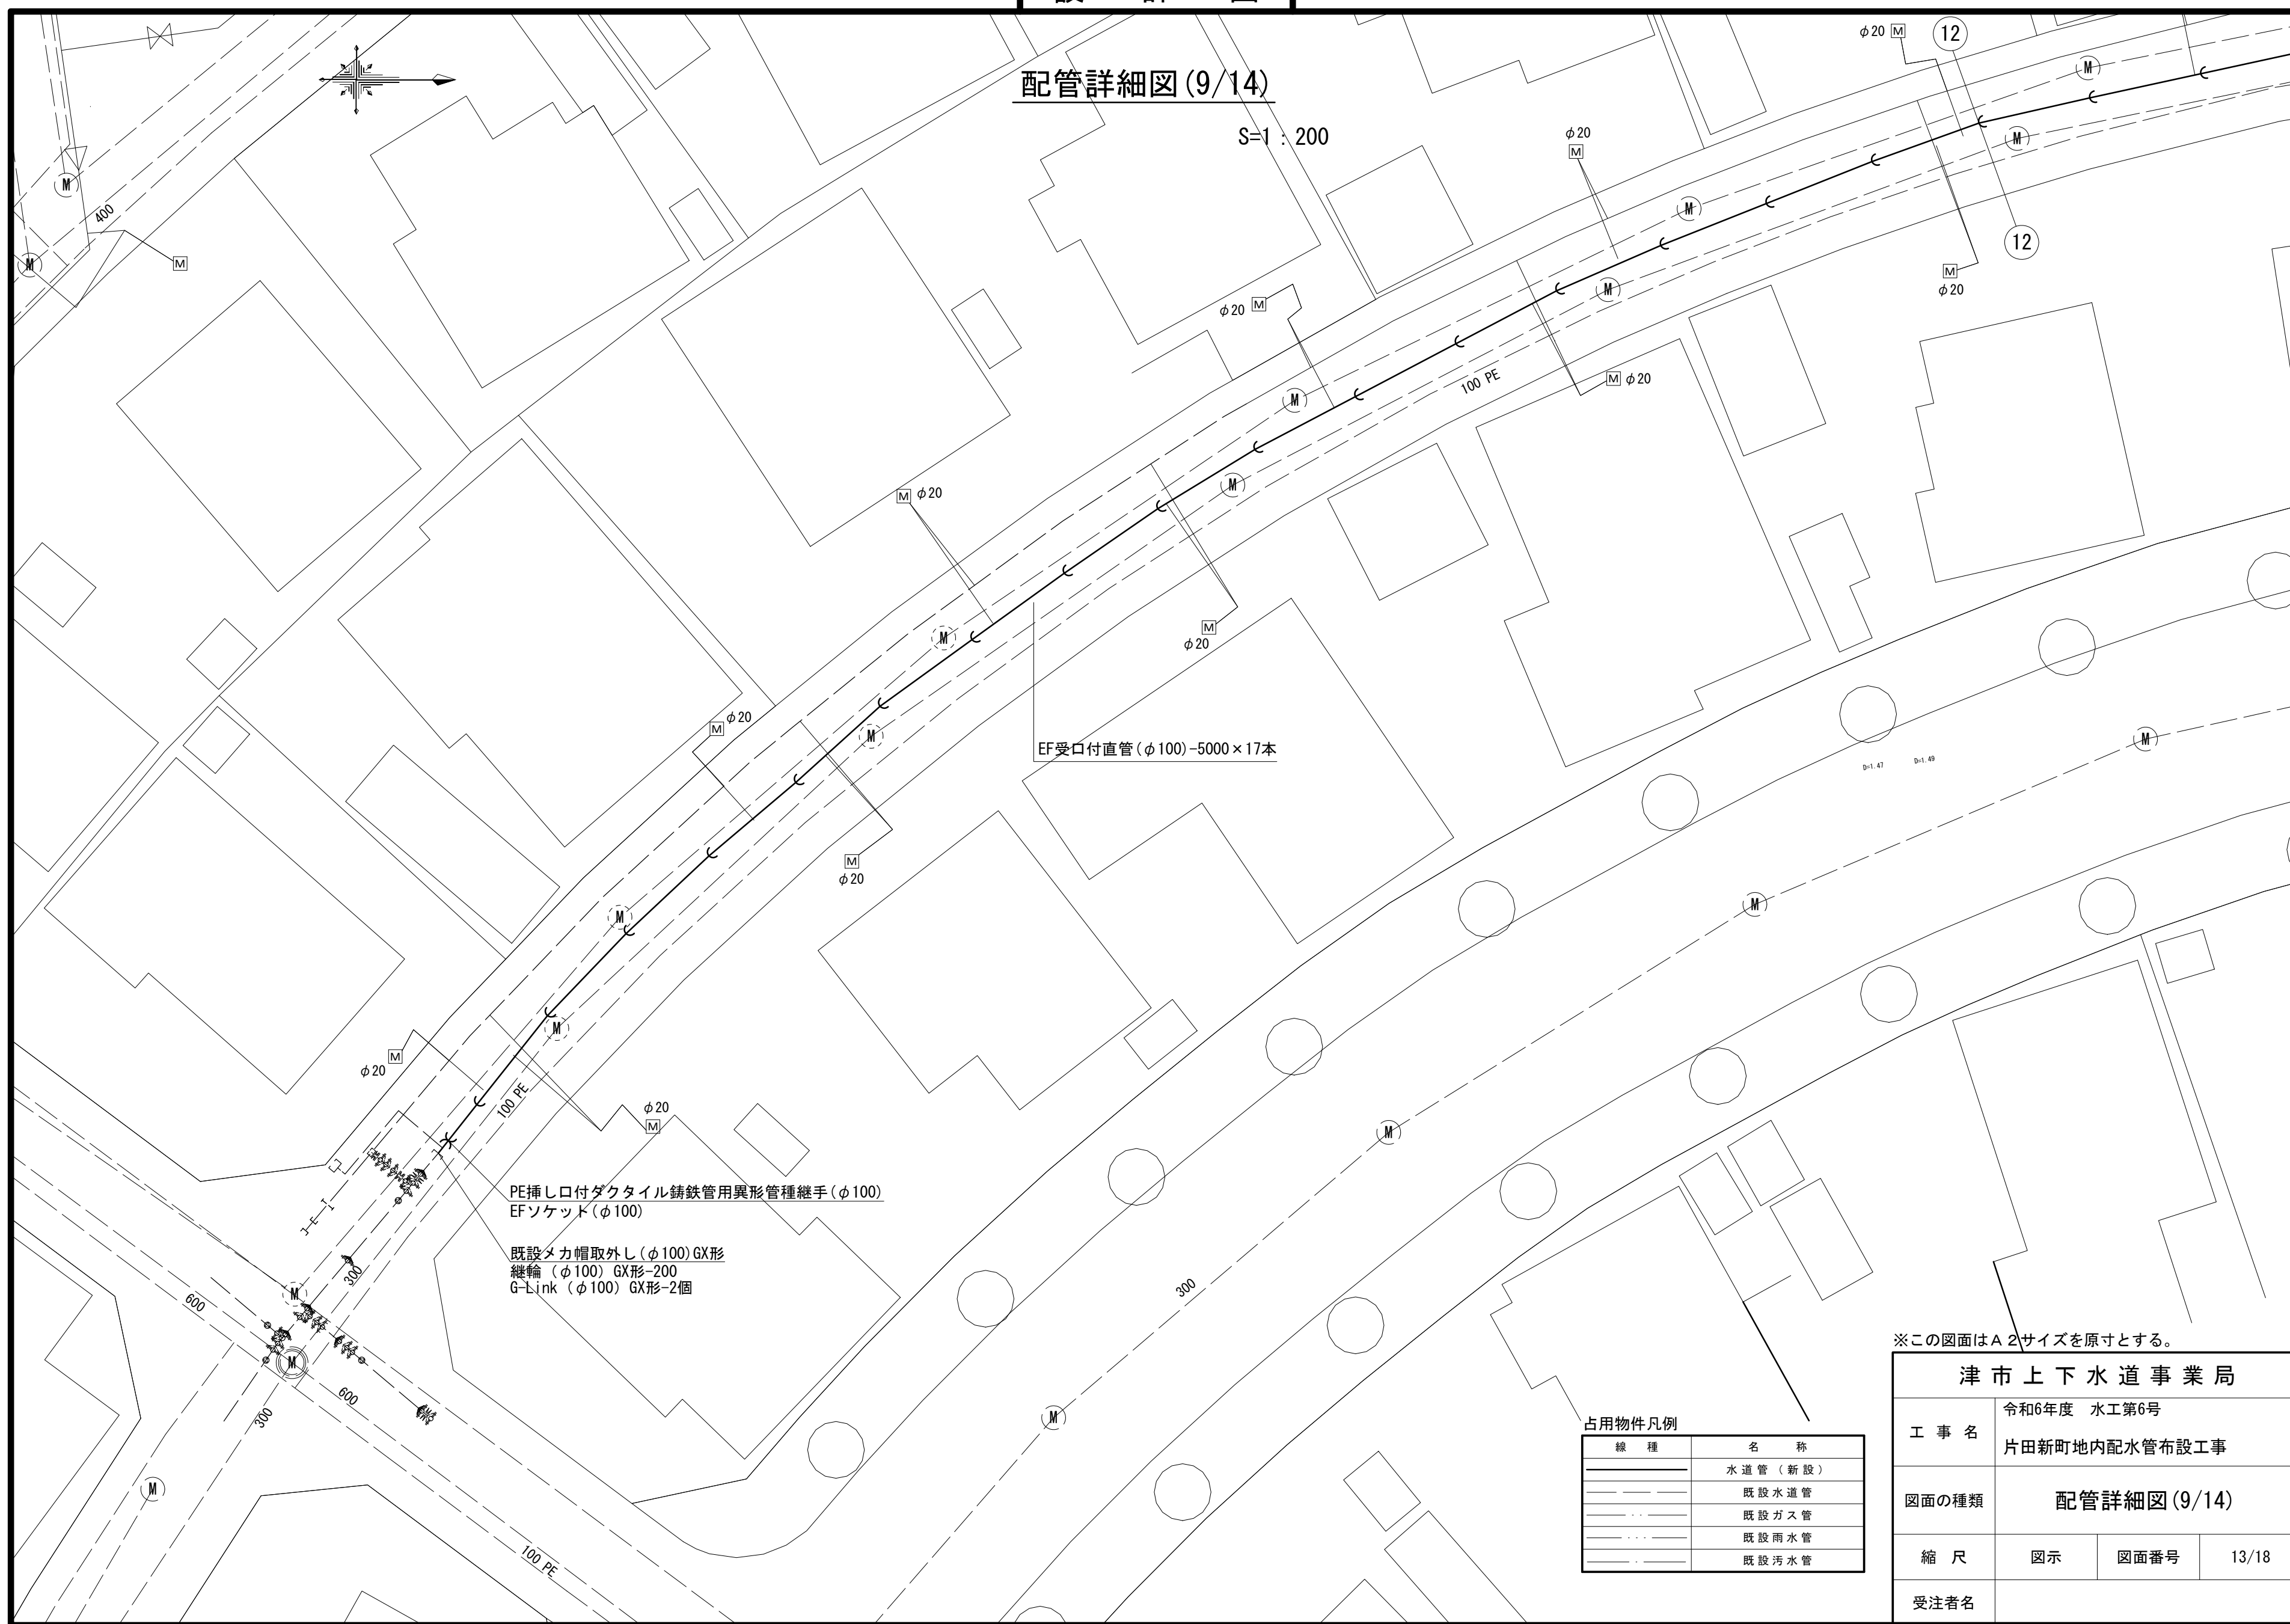 設計図
配管詳細図(9/14)
S=1：200
φ20 M
12
M
M
φ20
M
M
M
400
M
M
M
M
12
M
φ20
φ20 M
M
M φ20
M
100 PE
M φ20
M
M
M
φ20
φ20
M
M
EF受口付直管(φ100)-5000×17本
M
D=1.47
D=1.49
M
φ20
M
M
M
M
φ20
100 PE
φ20
M
M
PE挿し口付ダクタイル鋳鉄管用異形管種継手(φ100)
EFソケット(φ100)
既設メカ帽取外し(φ100)GX形
継輪（φ100）GX形-200
G-Link（φ100）GX形-2個
300
300
M
600
M
600
300
M
M
100 PE
※この図面はA２サイズを原寸とする。
占用物件凡例
線　種　名　称
水道管（新設）
既設水道管
既設ガス管
既設雨水管
既設汚水管
津市上下水道事業局
工事名
令和6年度　水工第6号
片田新町地内配水管布設工事
図面の種類　配管詳細図(9/14)
縮尺　図示　図面番号　13/18
受注者名